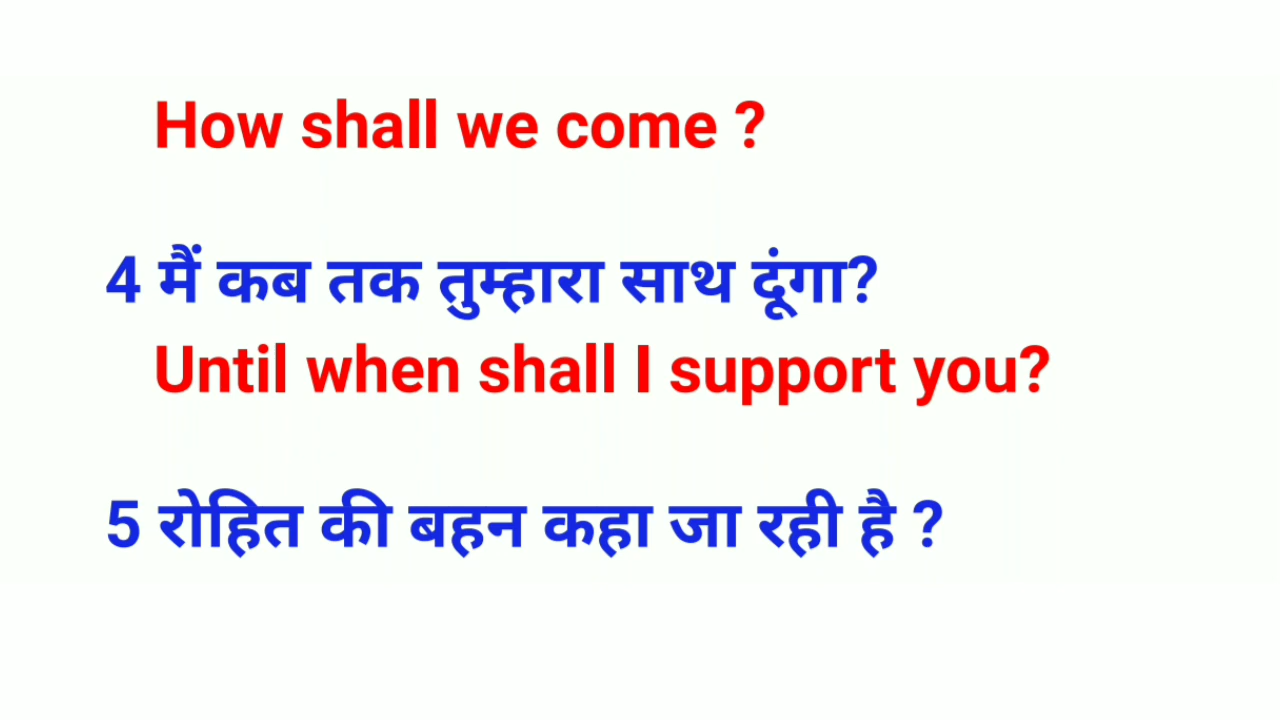 How shall we come ?
4 मैं कब तक तुम्हारा साथ दूंगा?
Until when shall I support you?
5 रोहित की बहन कहा जा रही है ?